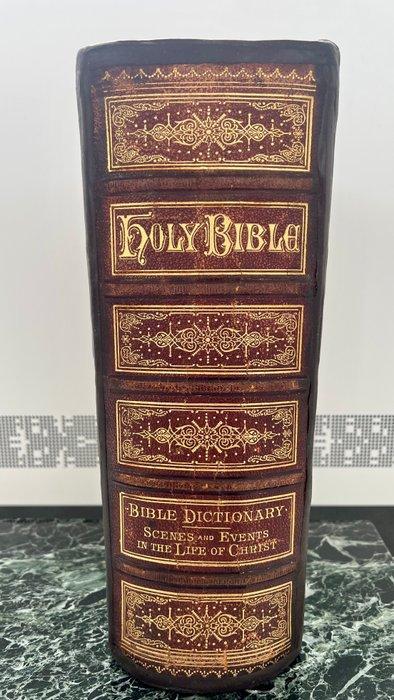 HOLY BIBLE
· BIBLE DICTIONARY ·
SCENES AND EVENTS
IN THE LIFE OF CHRIST